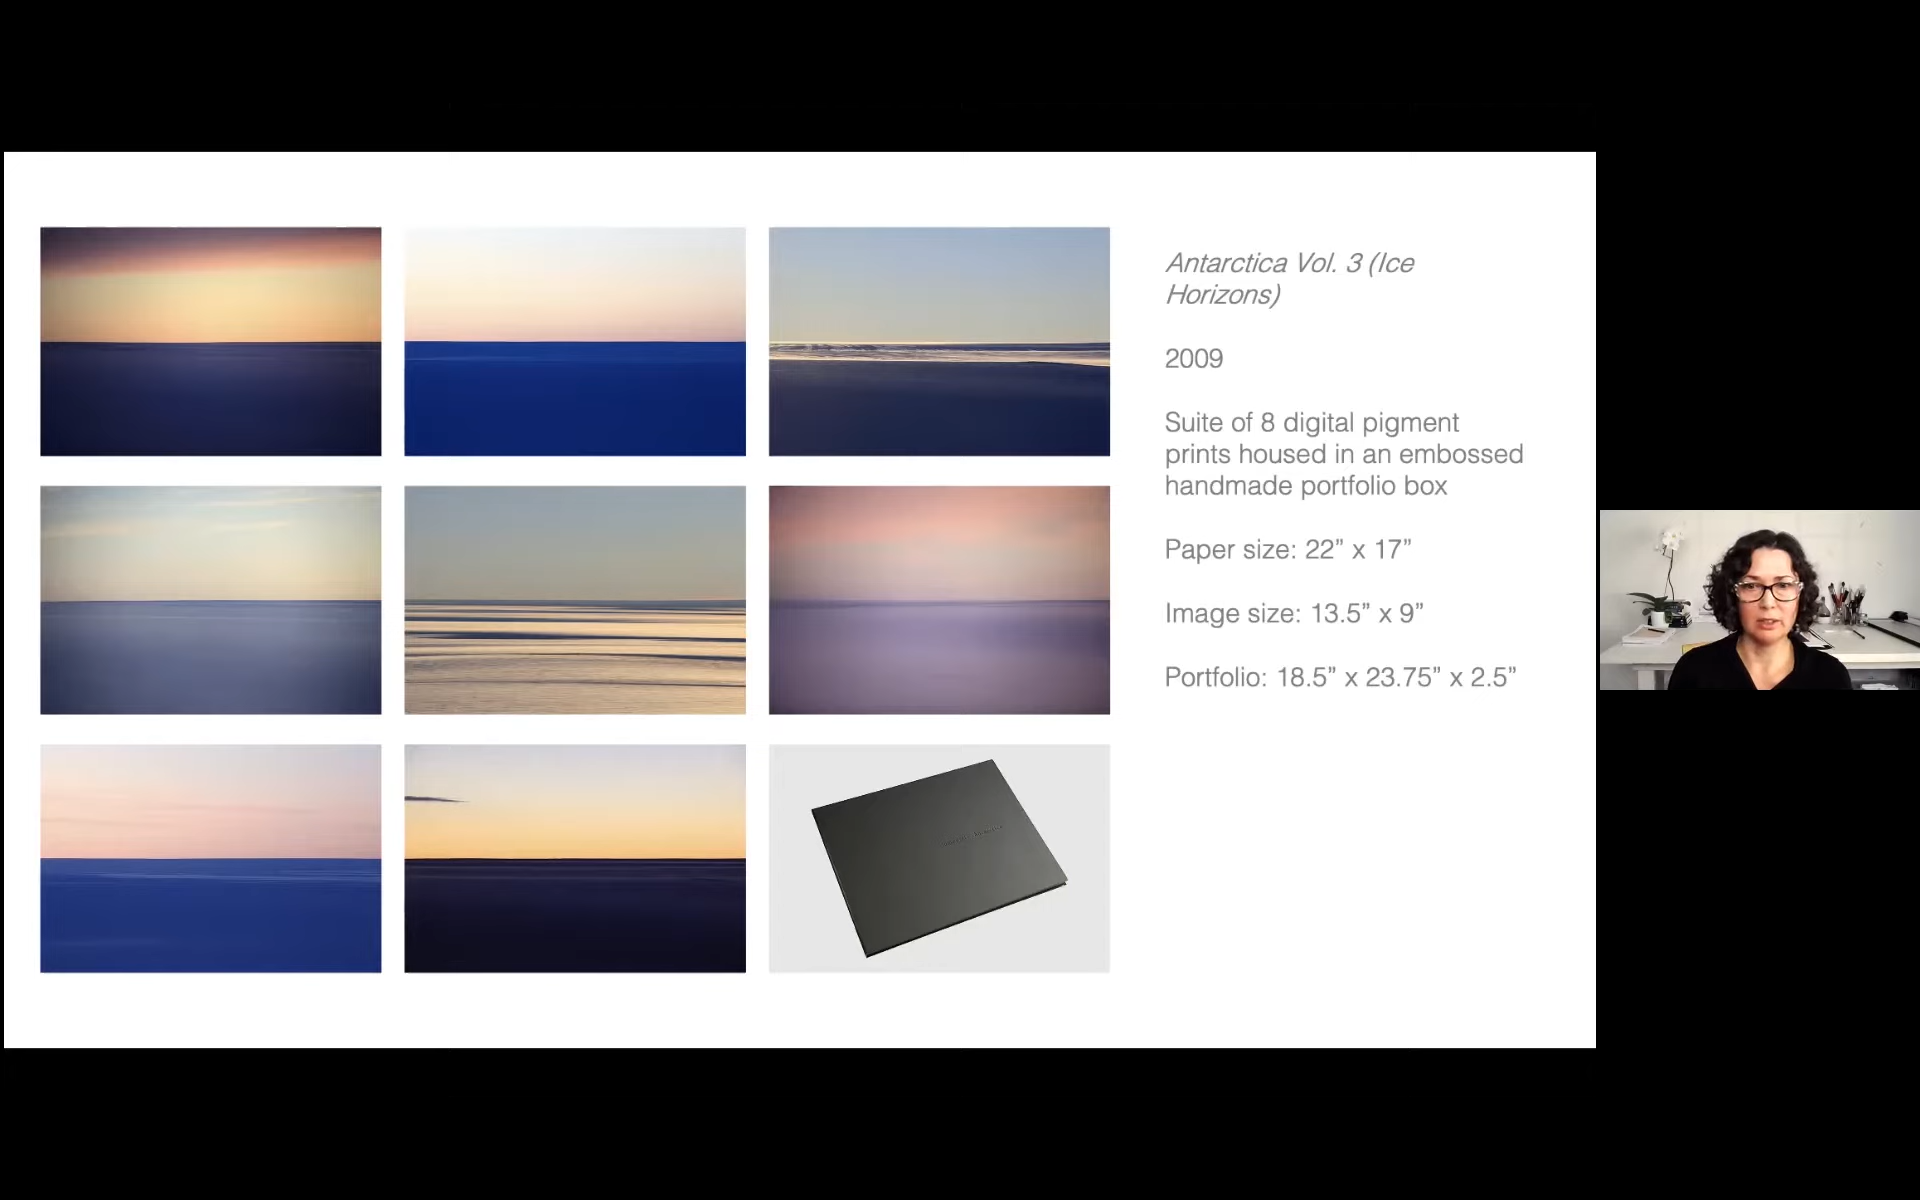 Antarctica Vol. 3 (Ice
Horizons)
2009
Suite of 8 digital pigment
prints housed in an embossed
handmade portfolio box
Paper size: 22” x 17”
Image size: 13.5” x 9”
Portfolio: 18.5” x 23.75” x 2.5”